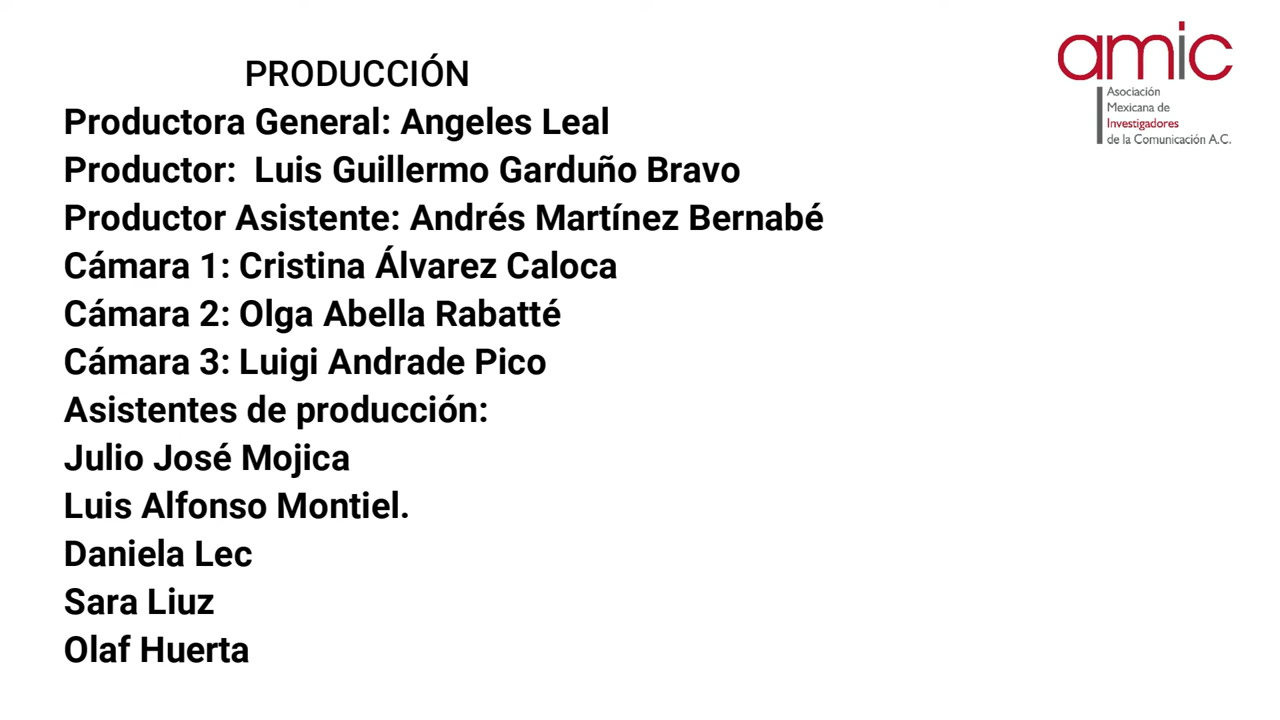 PRODUCCIÓN
Productora General: Angeles Leal
Productor: Luis Guillermo Garduño Bravo
Productor Asistente: Andrés Martínez Bernabé
Cámara 1: Cristina Álvarez Caloca
Cámara 2: Olga Abella Rabatté
Cámara 3: Luigi Andrade Pico
Asistentes de producción:
Julio José Mojica
Luis Alfonso Montiel.
Daniela Lec
Sara Liuz
Olaf Huerta
amic
Asociación
Mexicana de
Investigadores
de la Comunicación A.C.